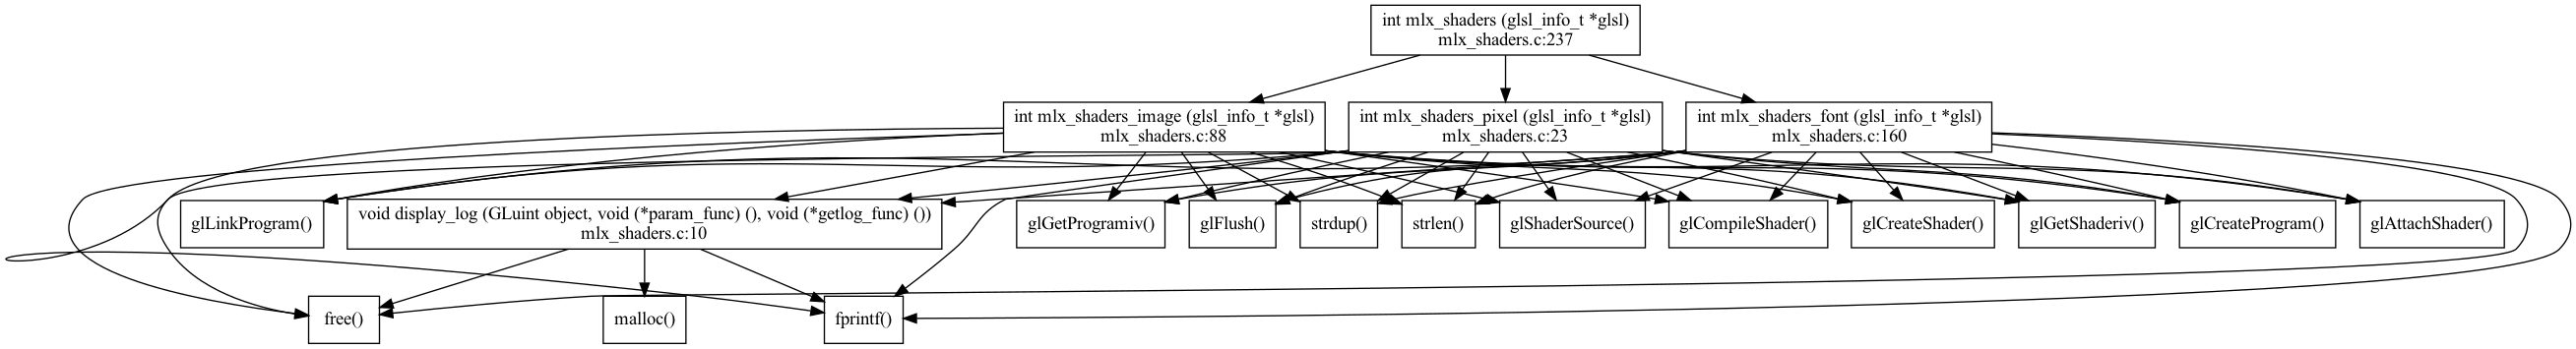 int mlx_shaders (glsl_info_t *glsl)
mlx_shaders.c:237
int mlx_shaders_image (glsl_info_t *glsl)
mlx_shaders.c:88
int mlx_shaders_pixel (glsl_info_t *glsl)
mlx_shaders.c:23
int mlx_shaders_font (glsl_info_t *glsl)
mlx_shaders.c:160
glLinkProgram()
void display_log (GLuint object, void (*param_func) (), void (*getlog_func) ())
mlx_shaders.c:10
glGetProgramiv()
glFlush()
strdup()
strlen()
glShaderSource()
glCompileShader()
glCreateShader()
glGetShaderiv()
glCreateProgram()
glAttachShader()
free()
malloc()
fprintf()